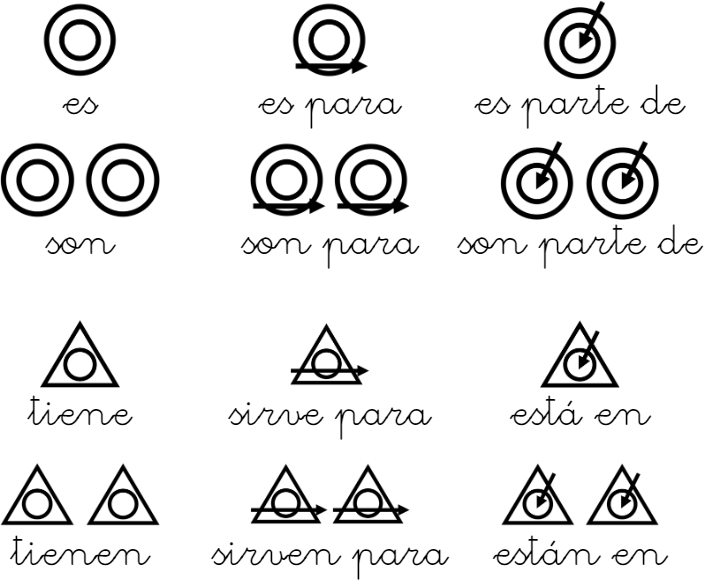 es es para es parte de
son son para son parte de
tiene sirve para está en
tienen sirven para están en